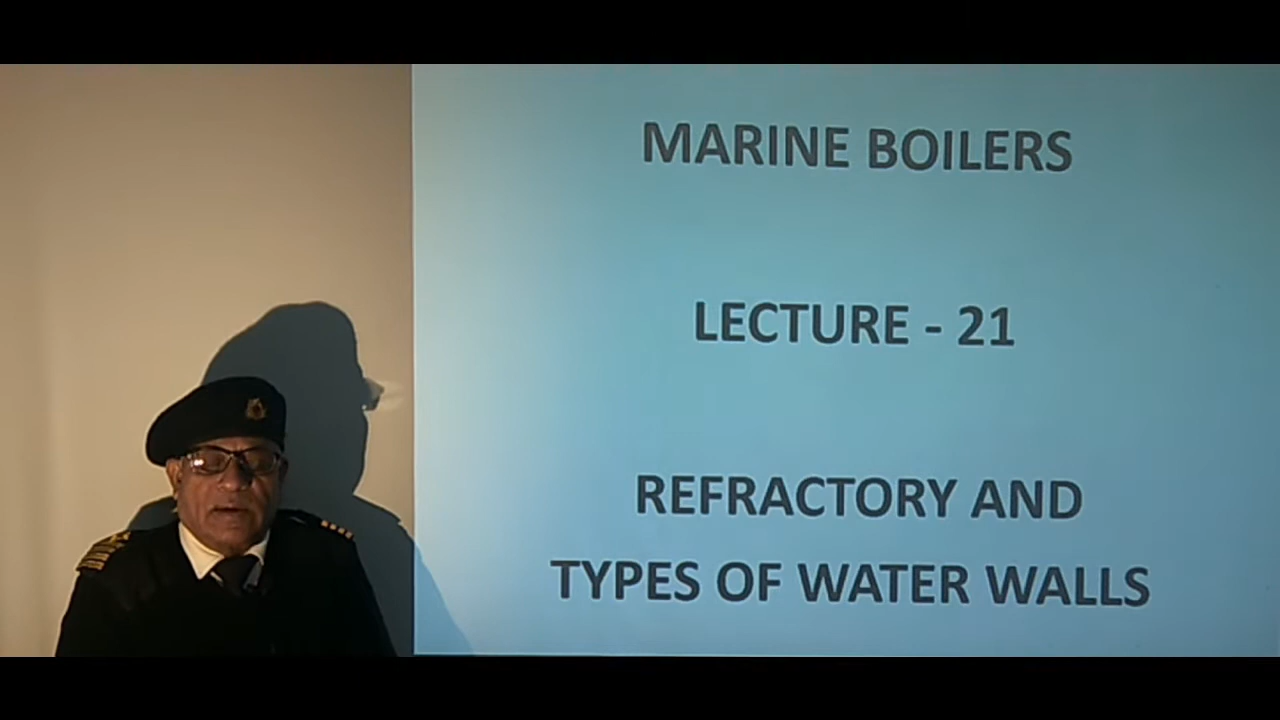 MARINE BOILERS
LECTURE - 21
REFRACTORY AND
TYPES OF WATER WALLS